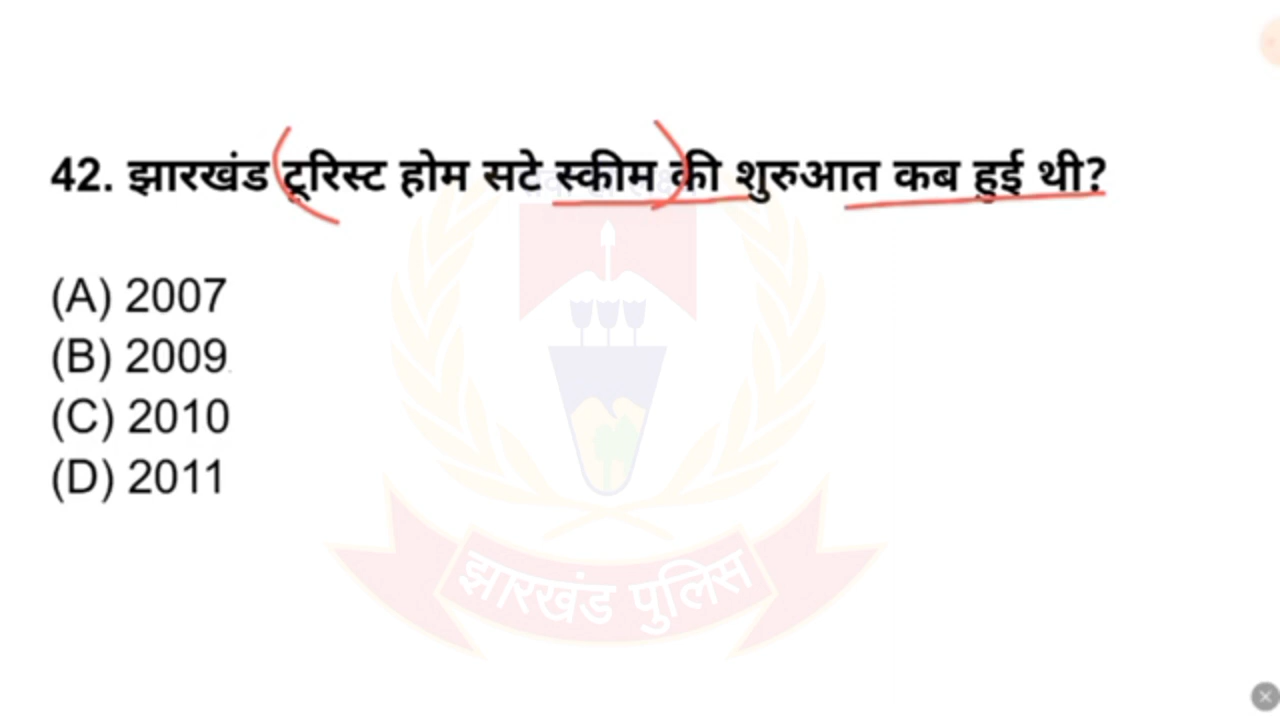 42. झारखंड टूरिस्ट होम सटे स्कीम की शुरुआत कब हुई थी?
(A) 2007
(B) 2009
(C) 2010
(D) 2011
झारखंड पुलिस